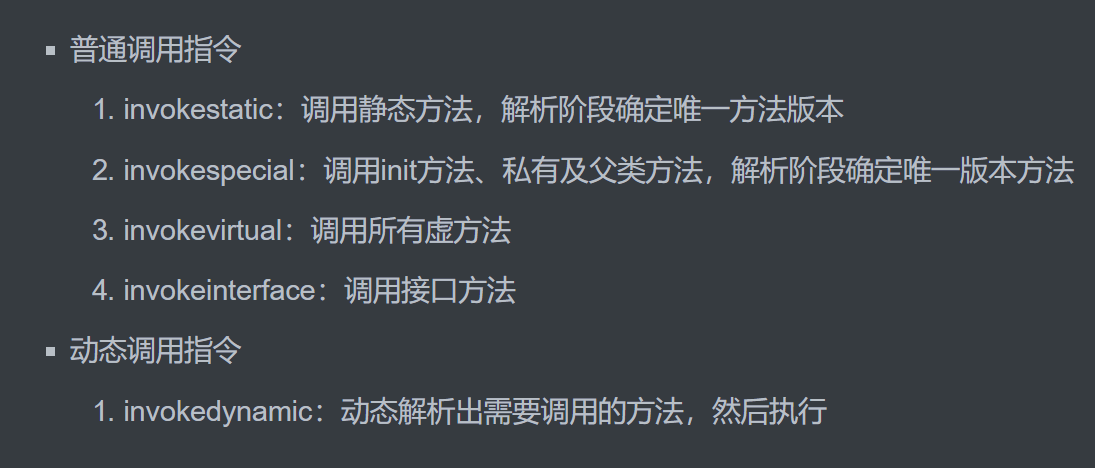 普通调用指令
1. invokestatic：调用静态方法，解析阶段确定唯一方法版本
2. invokespecial：调用init方法、私有及父类方法，解析阶段确定唯一版本方法
3. invokevirtual：调用所有虚方法
4. invokeinterface：调用接口方法
动态调用指令
1. invokedynamic：动态解析出需要调用的方法，然后执行